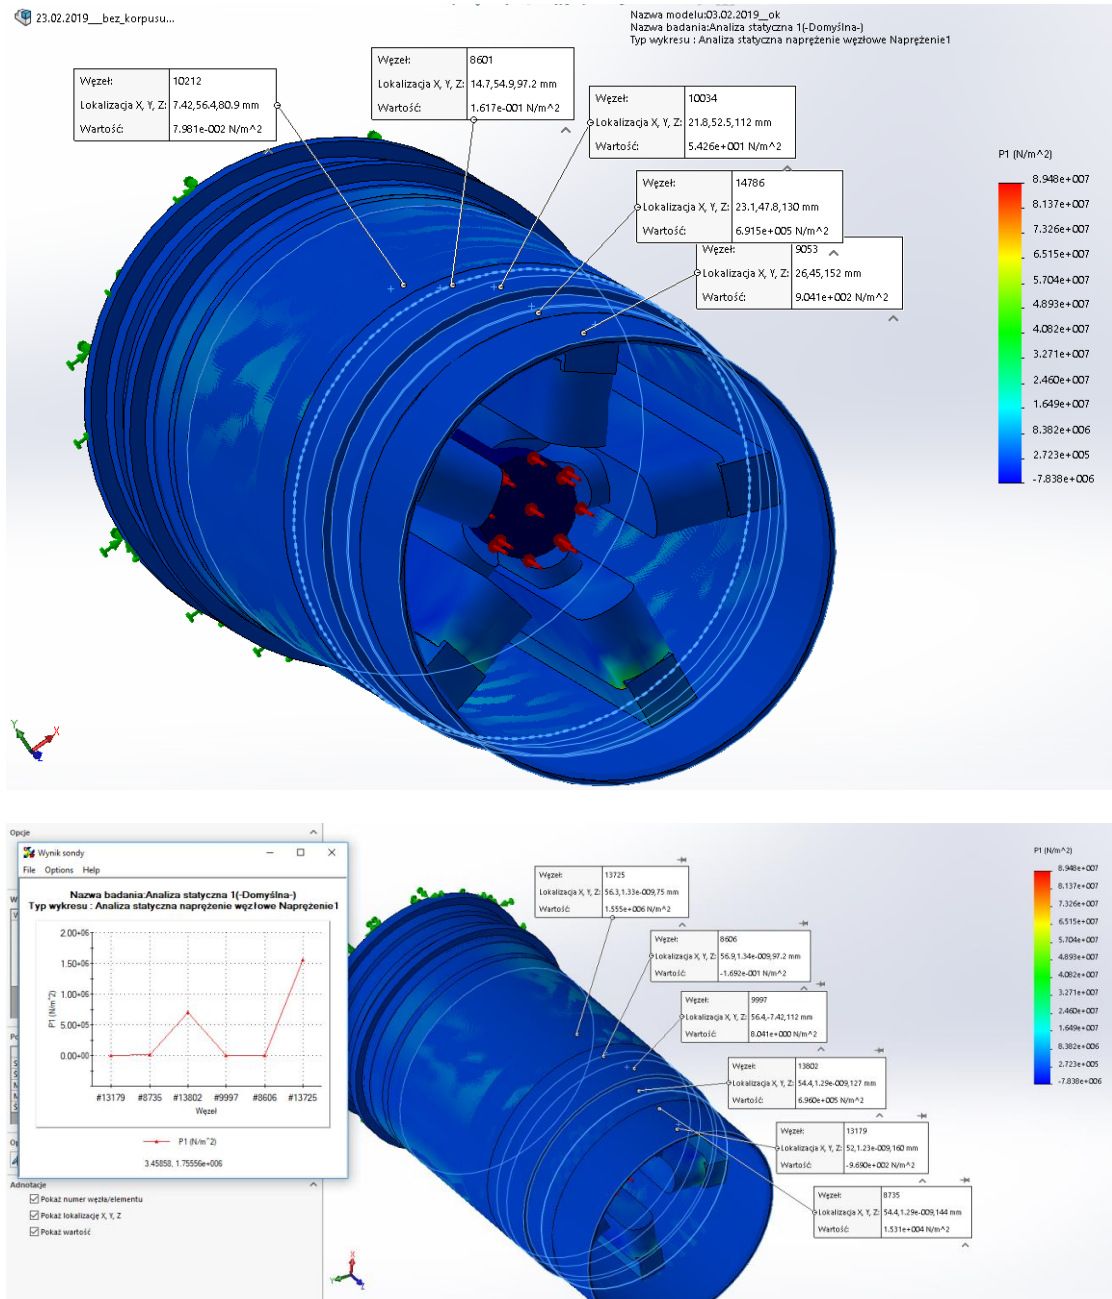 23.02.2019__bez_korpusu...
Nazwa modelu:03.02.2019__ok
Nazwa badania:Analiza statyczna 1(-Domyślna-)
Typ wykresu : Analiza statyczna naprężenie węzłowe Naprężenie1
Węzeł: 10212
Lokalizacja X, Y, Z: 7.42,56.4,80.9 mm
Wartość: 7.981e-002 N/m^2
Węzeł: 8601
Lokalizacja X, Y, Z: 14.7,54.9,97.2 mm
Wartość: 1.617e-001 N/m^2
Węzeł: 10034
Lokalizacja X, Y, Z: 21.8,52.5,112 mm
Wartość: 5.426e+001 N/m^2
Węzeł: 14786
Lokalizacja X, Y, Z: 23.1,47.8,130 mm
Wartość: 6.915e+005 N/m^2
Węzeł: 9053
Lokalizacja X, Y, Z: 26,45,152 mm
Wartość: 9.041e+002 N/m^2
P1 (N/m^2)
8.948e+007
8.137e+007
7.326e+007
6.515e+007
5.704e+007
4.893e+007
4.082e+007
3.271e+007
2.460e+007
1.649e+007
8.382e+006
2.723e+005
-7.838e+006
Y
X
Z
Opcje
Wynik sondy
File Options Help
Nazwa badania:Analiza statyczna 1(-Domyślna-)
Typ wykresu : Analiza statyczna naprężenie węzłowe Naprężenie1
2.00+06
1.50+06
1.00+06
5.00+05
0.00+00
P1 (N/m^2)
#13179 #8735 #13802 #9997 #8606 #13725
Węzeł
P1 (N/m^2)
3.45858, 1.75556e+006
Adnotacje
Pokaż numer węzła/elementu
Pokaż lokalizację X, Y, Z
Pokaż wartość
Węzeł: 13725
Lokalizacja X, Y, Z: 56.3,1.33e-009,75 mm
Wartość: 1.555e+006 N/m^2
Węzeł: 8606
Lokalizacja X, Y, Z: 56.9,1.34e-009,97.2 mm
Wartość: -1.692e-001 N/m^2
Węzeł: 9997
Lokalizacja X, Y, Z: 56.4,-7.42,112 mm
Wartość: 8.041e+000 N/m^2
Węzeł: 13802
Lokalizacja X, Y, Z: 54.4,1.29e-009,127 mm
Wartość: 6.960e+005 N/m^2
Węzeł: 13179
Lokalizacja X, Y, Z: 52,1.23e-009,160 mm
Wartość: -9.690e+002 N/m^2
Węzeł: 8735
Lokalizacja X, Y, Z: 54.4,1.29e-009,144 mm
Wartość: 1.531e+004 N/m^2
P1 (N/m^2)
8.948e+007
8.137e+007
7.326e+007
6.515e+007
5.704e+007
4.893e+007
4.082e+007
3.271e+007
2.460e+007
1.649e+007
8.382e+006
2.723e+005
-7.838e+006
X
Y
Z